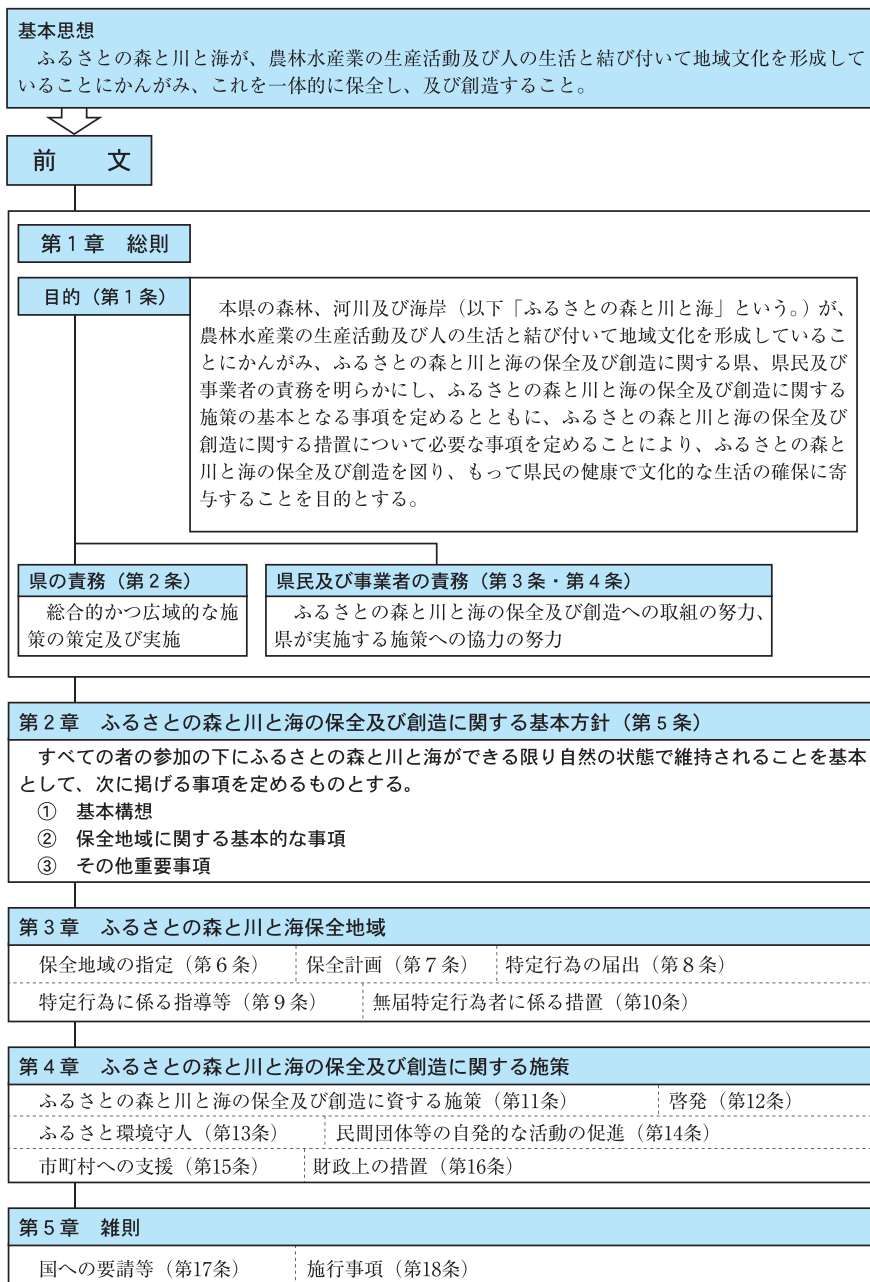 基本思想
ふるさとの森と川と海が、農林水産業の生産活動及び人の生活と結び付いて地域文化を形成して
いることにかんがみ、これを一体的に保全し、及び創造すること。
前　文
第１章　総則
目的（第１条）
本県の森林、河川及び海岸（以下「ふるさとの森と川と海」という。）が、
農林水産業の生産活動及び人の生活と結び付いて地域文化を形成しているこ
とにかんがみ、ふるさとの森と川と海の保全及び創造に関する県、県民及び
事業者の責務を明らかにし、ふるさとの森と川と海の保全及び創造に関する
施策の基本となる事項を定めるとともに、ふるさとの森と川と海の保全及び
創造に関する措置について必要な事項を定めることにより、ふるさとの森と
川と海の保全及び創造を図り、もって県民の健康で文化的な生活の確保に寄
与することを目的とする。
県の責務（第２条）
総合的かつ広域的な施
策の策定及び実施
県民及び事業者の責務（第３条・第４条）
ふるさとの森と川と海の保全及び創造への取組の努力、
県が実施する施策への協力の努力
第２章　ふるさとの森と川と海の保全及び創造に関する基本方針（第５条）
すべての者の参加の下にふるさとの森と川と海ができる限り自然の状態で維持されることを基本
として、次に掲げる事項を定めるものとする。
①　基本構想
②　保全地域に関する基本的な事項
③　その他重要事項
第３章　ふるさとの森と川と海保全地域
保全地域の指定（第６条）　保全計画（第７条）　特定行為の届出（第８条）
特定行為に係る指導等（第９条）　無届特定行為者に係る措置（第10条）
第４章　ふるさとの森と川と海の保全及び創造に関する施策
ふるさとの森と川と海の保全及び創造に資する施策（第11条）　啓発（第12条）
ふるさと環境守人（第13条）　民間団体等の自発的な活動の促進（第14条）
市町村への支援（第15条）　財政上の措置（第16条）
第５章　雑則
国への要請等（第17条）　施行事項（第18条）